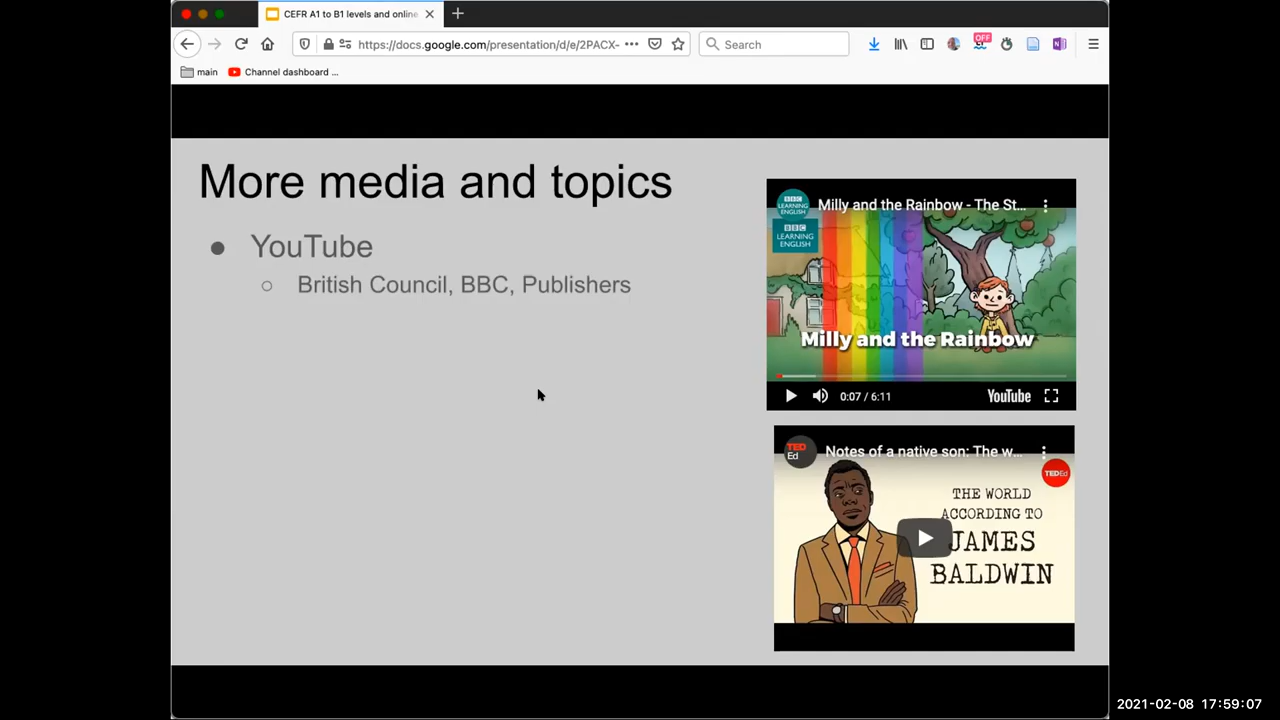 CEFR A1 to B1 levels and online
https://docs.google.com/presentation/d/e/2PACX-
Search
OFF
main
Channel dashboard ...
More media and topics
YouTube
British Council, BBC, Publishers
BBC
LEARNING
ENGLISH
Milly and the Rainbow - The St...
BBC
LEARNING
ENGLISH
Milly and the Rainbow
0:07 / 6:11
YouTube
TED
Ed
Notes of a native son: The w...
TEDEd
THE WORLD
ACCORDING TO
JAMES
BALDWIN
2021-02-08 17:59:07